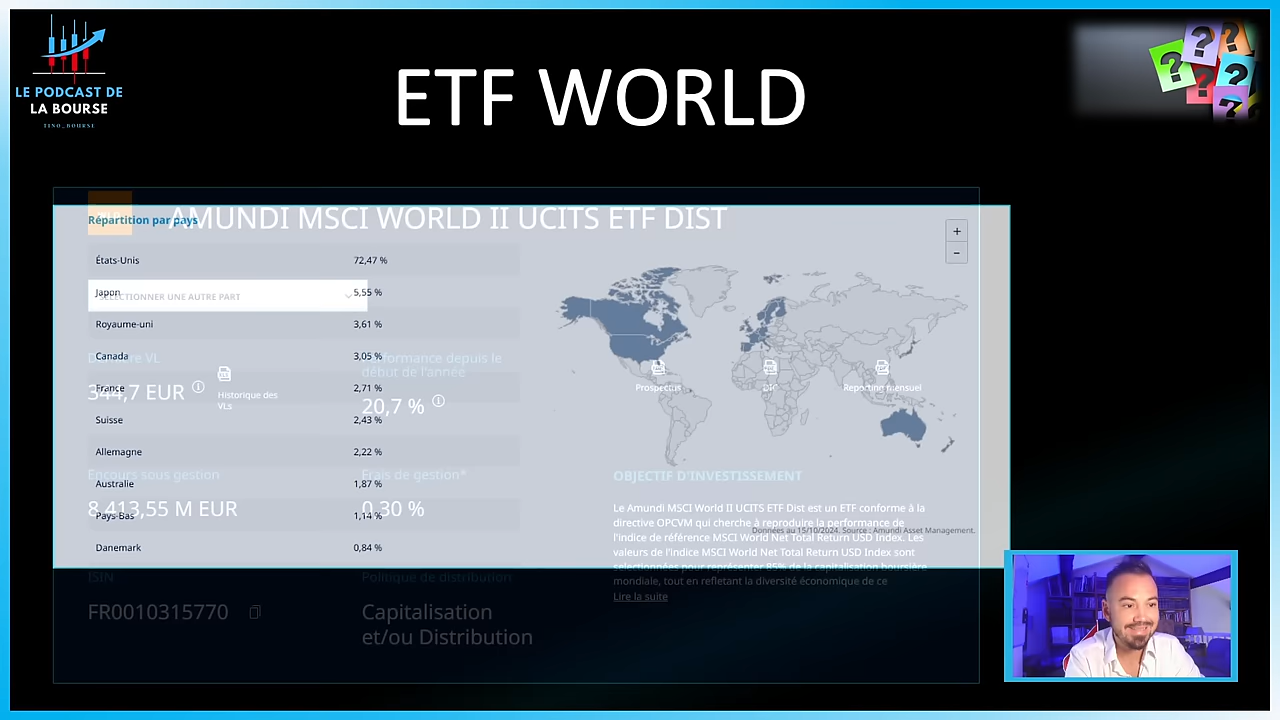 LE PODCAST DE
LA BOURSE
TINO_BOURSE
ETF WORLD
AMUNDI MSCI WORLD II UCITS ETF DIST
Répartition par pays
États-Unis 72,47 %
SÉLECTIONNER UNE AUTRE PART
Japon 5,55 %
Royaume-uni 3,61 %
Canada 3,05 %
France 2,71 %
Suisse 2,43 %
Allemagne 2,22 %
Australie 1,87 %
Pays-Bas 1,14 %
Danemark 0,84 %
+
−
VL
344,7 EUR
Historique des
VLs
Performance depuis le
début de l'année
20,7 %
Prospectus
DIC
Reporting mensuel
Encours sous gestion
8 413,55 M EUR
Frais de gestion*
0,30 %
OBJECTIF D'INVESTISSEMENT
Le Amundi MSCI World II UCITS ETF Dist est un ETF conforme à la
directive OPCVM qui cherche à reproduire la performance de
l'indice de référence MSCI World Net Total Return USD Index. Les
valeurs de l'indice MSCI World Net Total Return USD Index sont
selectionnées pour représenter 85% de la capitalisation boursière
mondiale, tout en refletant la diversité économique de ce
Lire la suite
Données au 15/10/2024. Source : Amundi Asset Management.
ISIN
FR0010315770
Politique de distribution
Capitalisation
et/ou Distribution